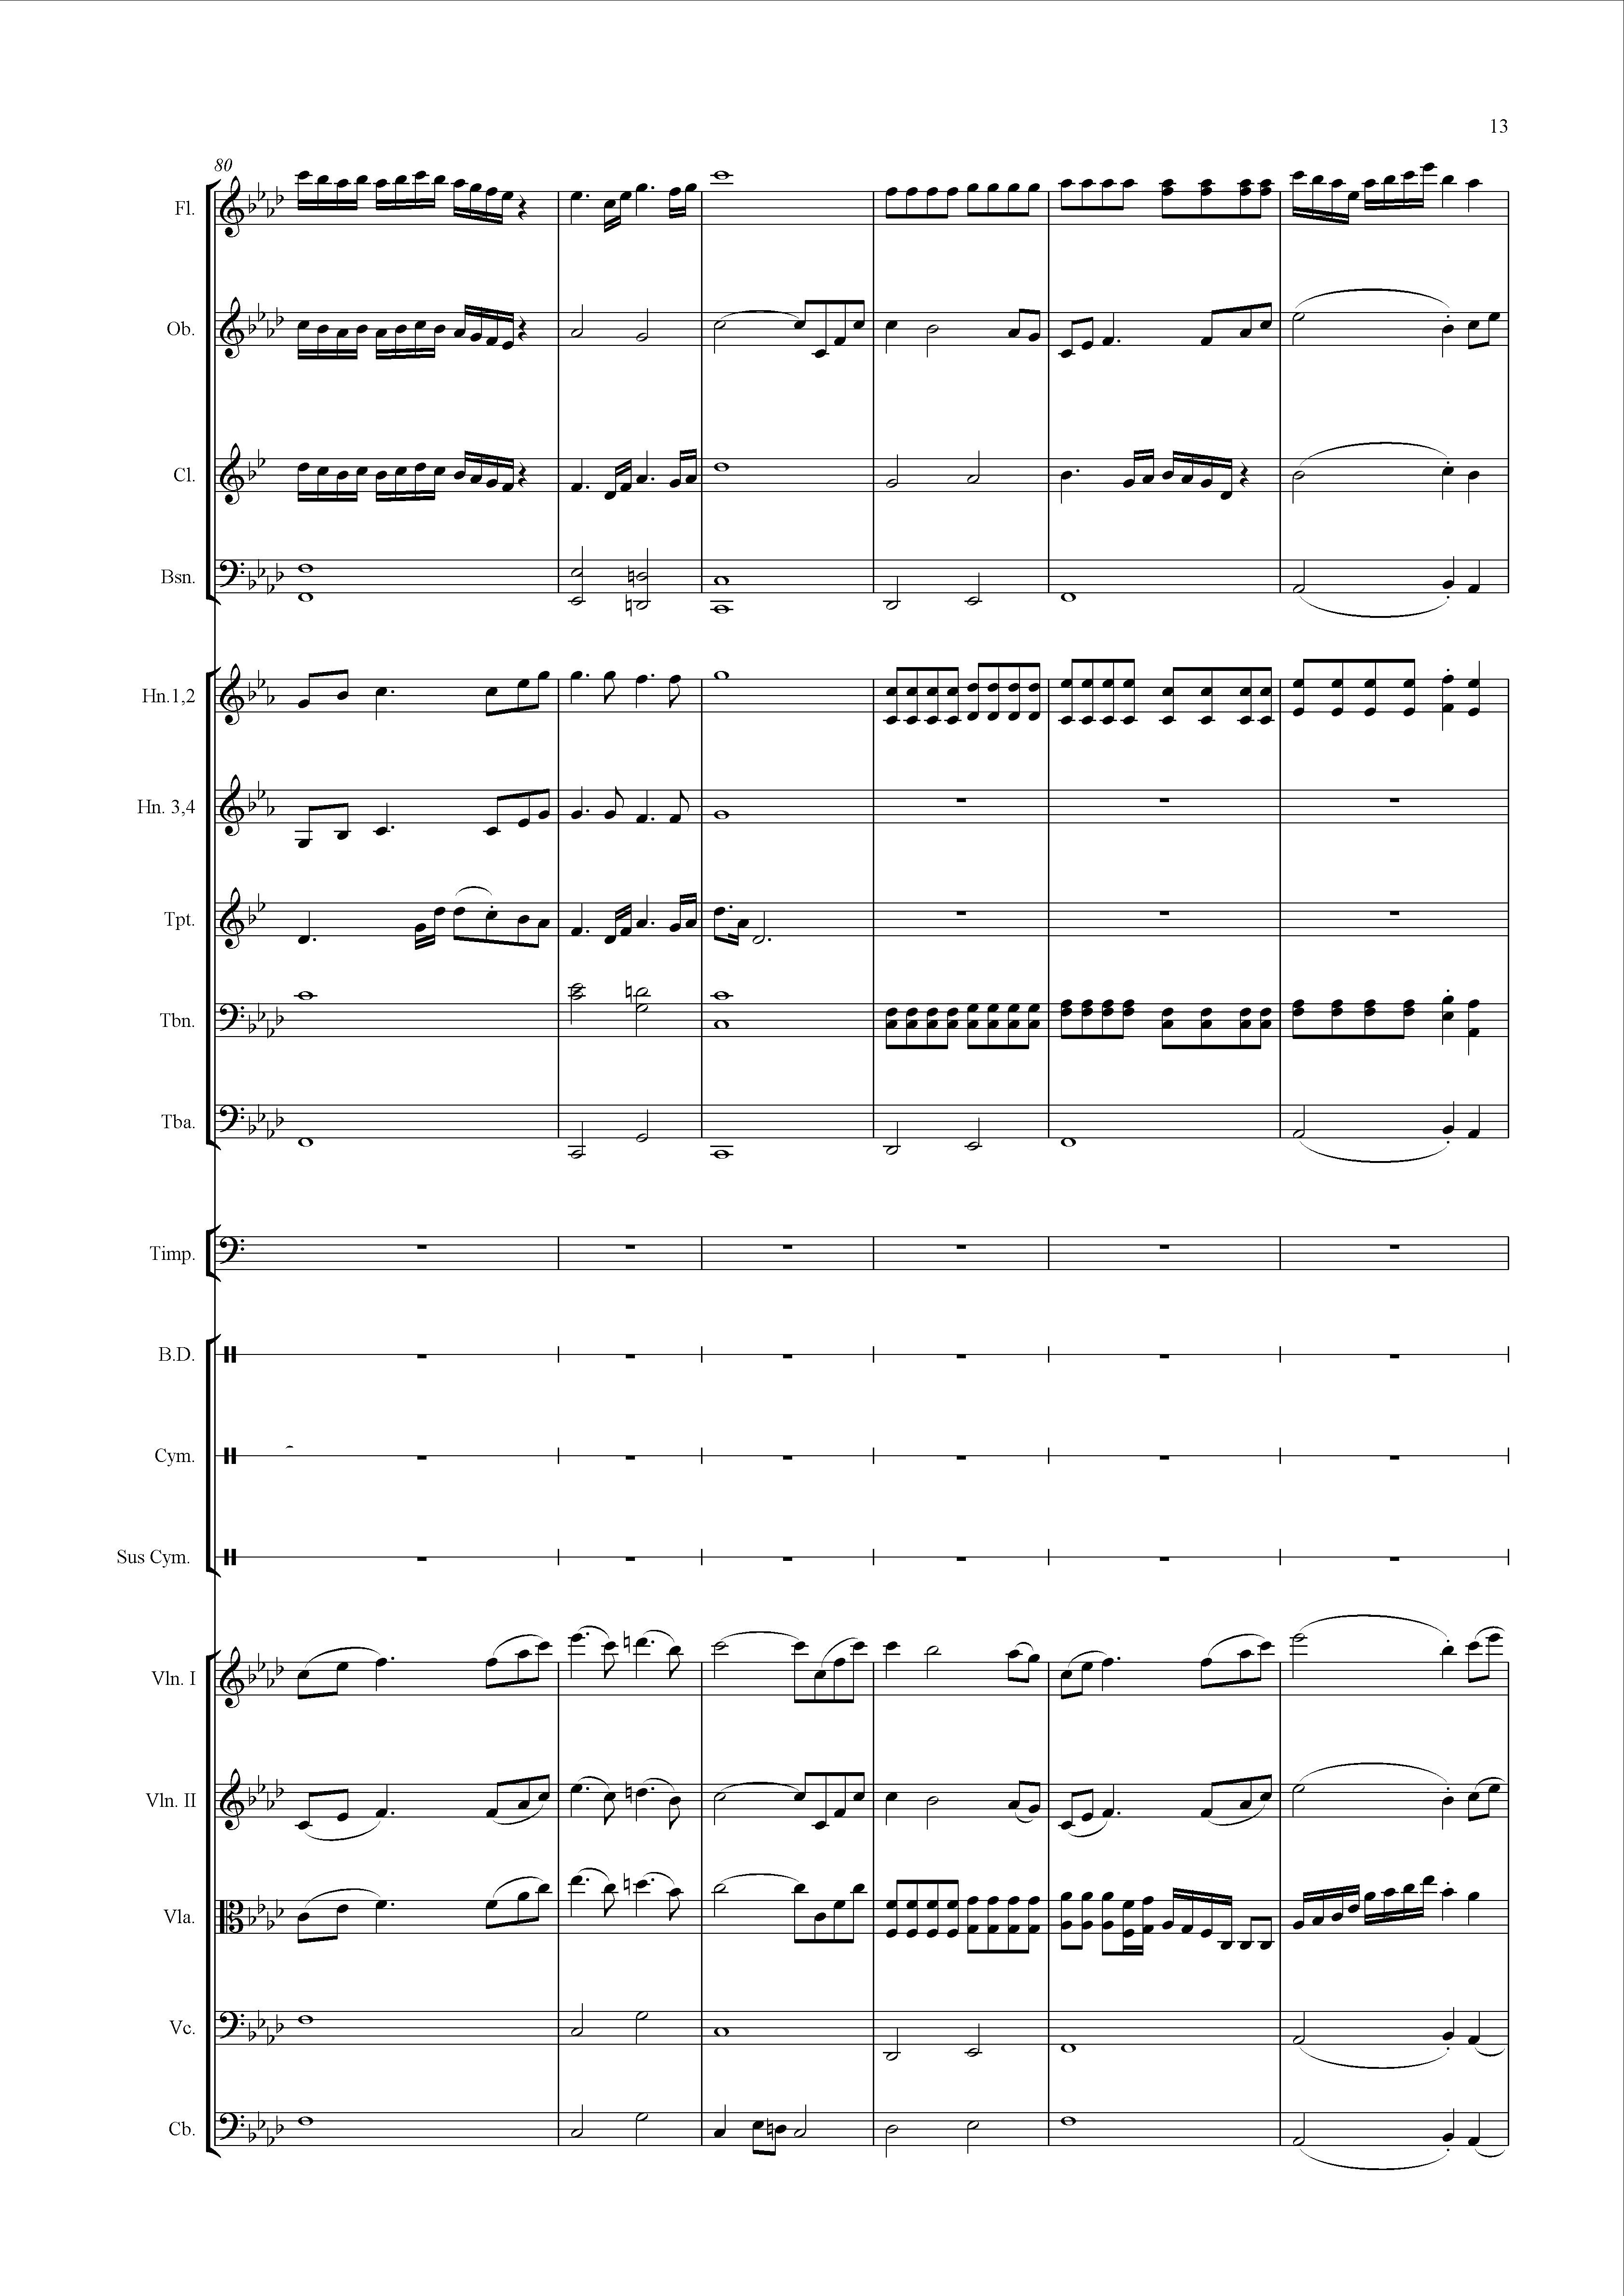 13
80
Fl.
Ob.
Cl.
Bsn.
Hn.1,2
Hn. 3,4
Tpt.
Tbn.
Tba.
Timp.
B.D.
Cym.
Sus Cym.
Vln. I
Vln. II
Vla.
Vc.
Cb.